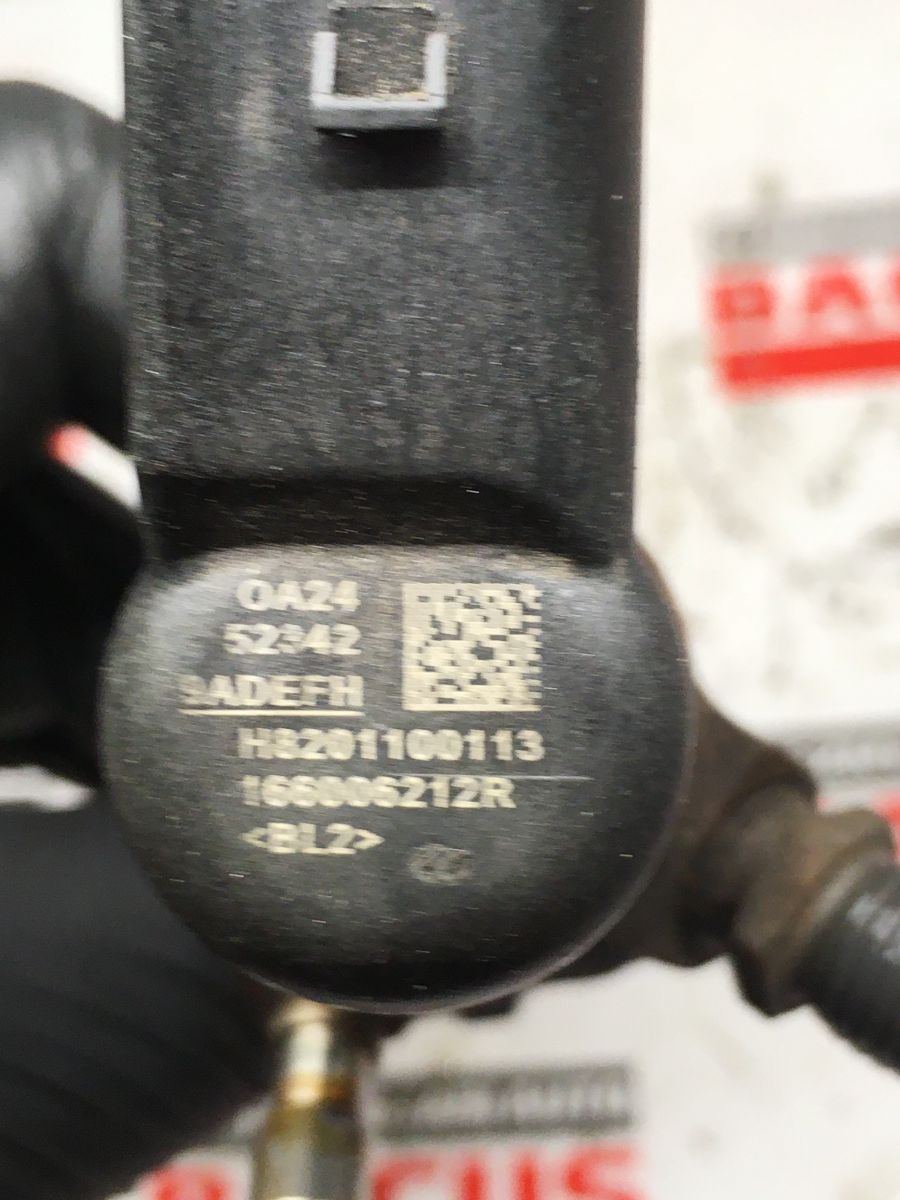 OA24
52342
9ADEFH
H8201100113
166006212R
<BL2>